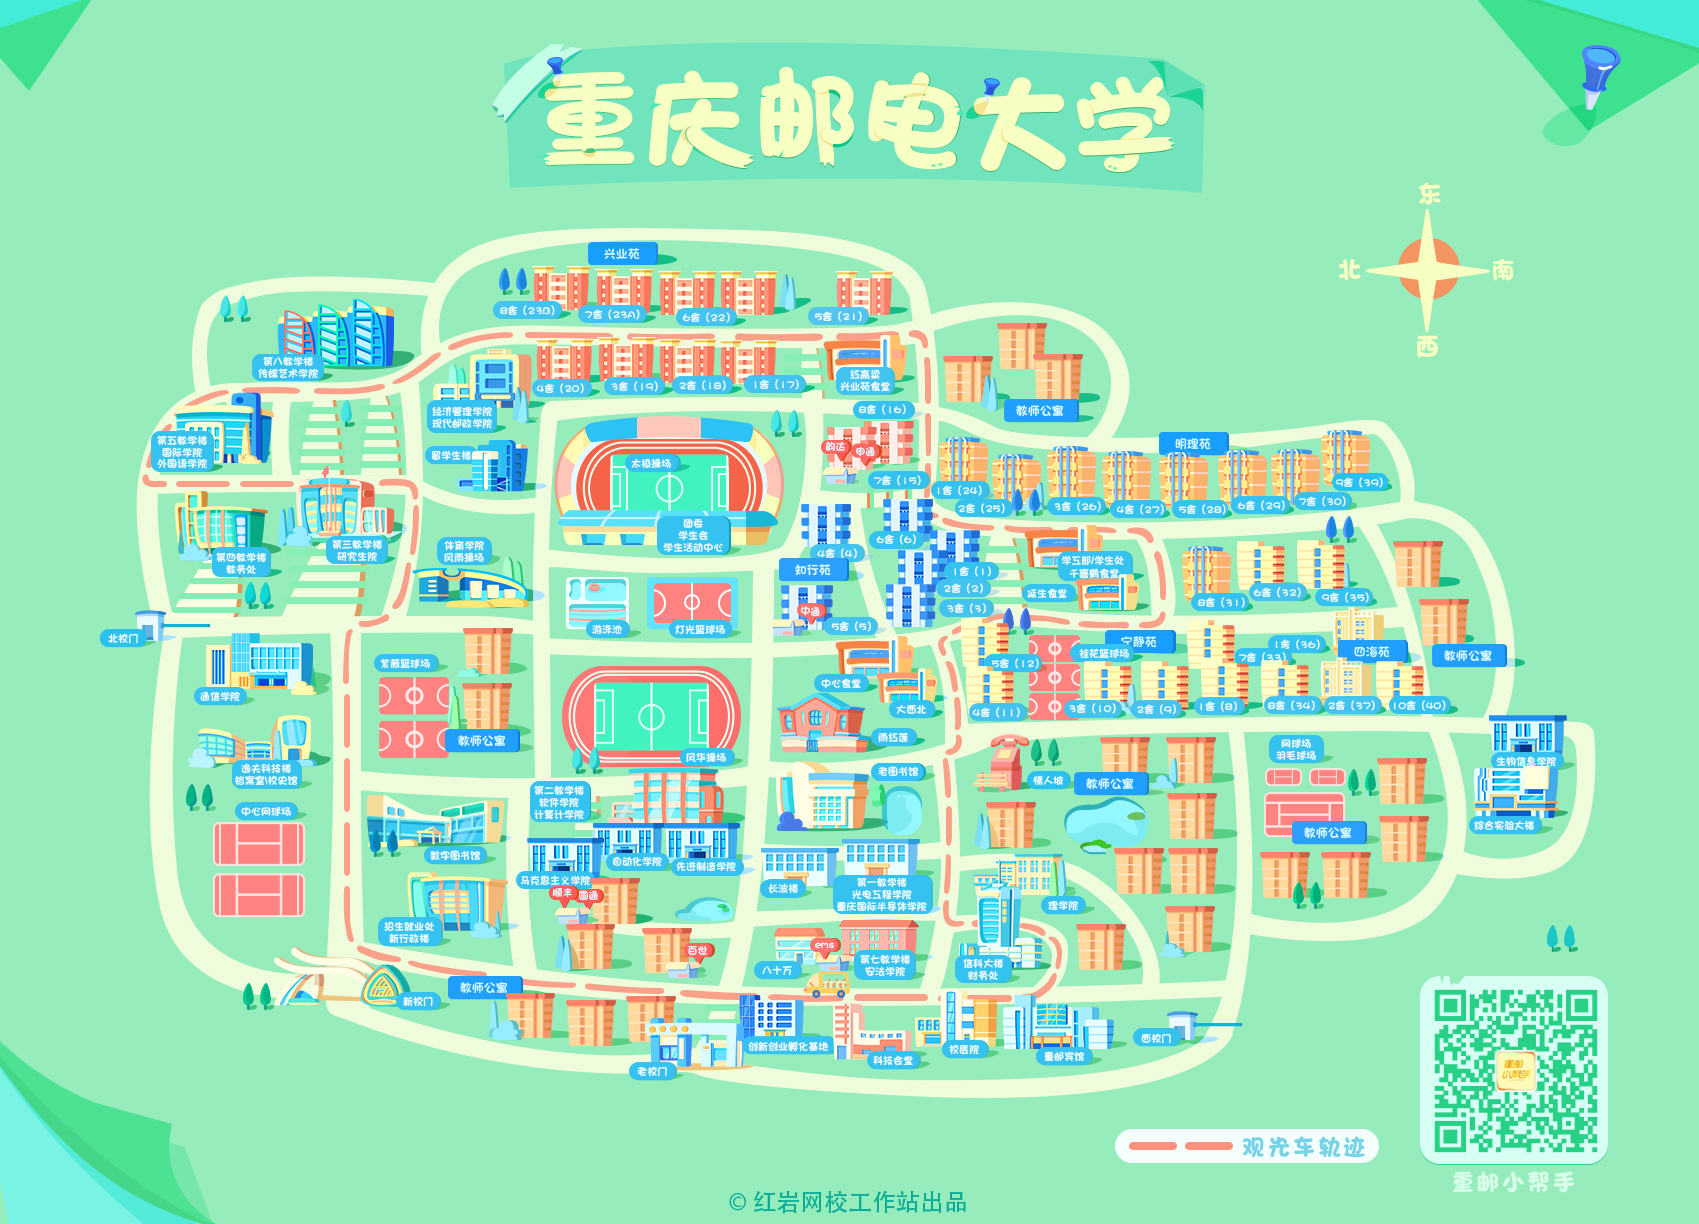 重庆邮电大学
东
北
南
西
兴业苑
8舍（23B）
7舍（23A）
6舍（22）
5舍（21）
第八教学楼
传媒艺术学院
4舍（20）
3舍（19）
2舍（18）
1舍（17）
红高粱
兴业苑食堂
经济管理学院
现代邮政学院
教师公寓
8舍（16）
第五教学楼
国际学院
外国语学院
留学生楼
太极操场
韵达
申通
7舍（15）
明理苑
1舍（24）
2舍（25）
3舍（26）
4舍（27）
5舍（28）
6舍（29）
7舍（30）
9舍（39）
团委
学生会
学生活动中心
第四教学楼
教务处
第三教学楼
研究生院
体育学院
风雨操场
4舍（4）
6舍（6）
知行苑
1舍（1）
2舍（2）
3舍（3）
学工部/学生处
千喜鹤食堂
延生食堂
8舍（31）
6舍（32）
9舍（35）
中通
5舍（5）
游泳池
灯光篮球场
北校门
通信学院
紫薇篮球场
教师公寓
中心食堂
大西北
宁静苑
桂花篮球场
5舍（12）
4舍（11）
3舍（10）
2舍（9）
1舍（8）
7舍（33）
1舍（36）
四海苑
教师公寓
8舍（34）
2舍（37）
10舍（40）
雨红莲
风华操场
逸夫科技楼
档案室\校史馆
中心网球场
第二教学楼
软件学院
计算计学院
老图书馆
情人坡
教师公寓
网球场
羽毛球场
教师公寓
生物信息学院
综合实验大楼
数字图书馆
自动化学院
先进制造学院
马克思主义学院
顺丰
圆通
长波楼
第一教学楼
光电工程学院
重庆国际半导体学院
理学院
招生就业处
新行政楼
百世
八十万
ems
第七教学楼
安法学院
信科大楼
财务处
新校门
教师公寓
老校门
创新创业孵化基地
科技会堂
校医院
重邮宾馆
西校门
观光车轨迹
重邮
小帮手
重邮小帮手
© 红岩网校工作站出品